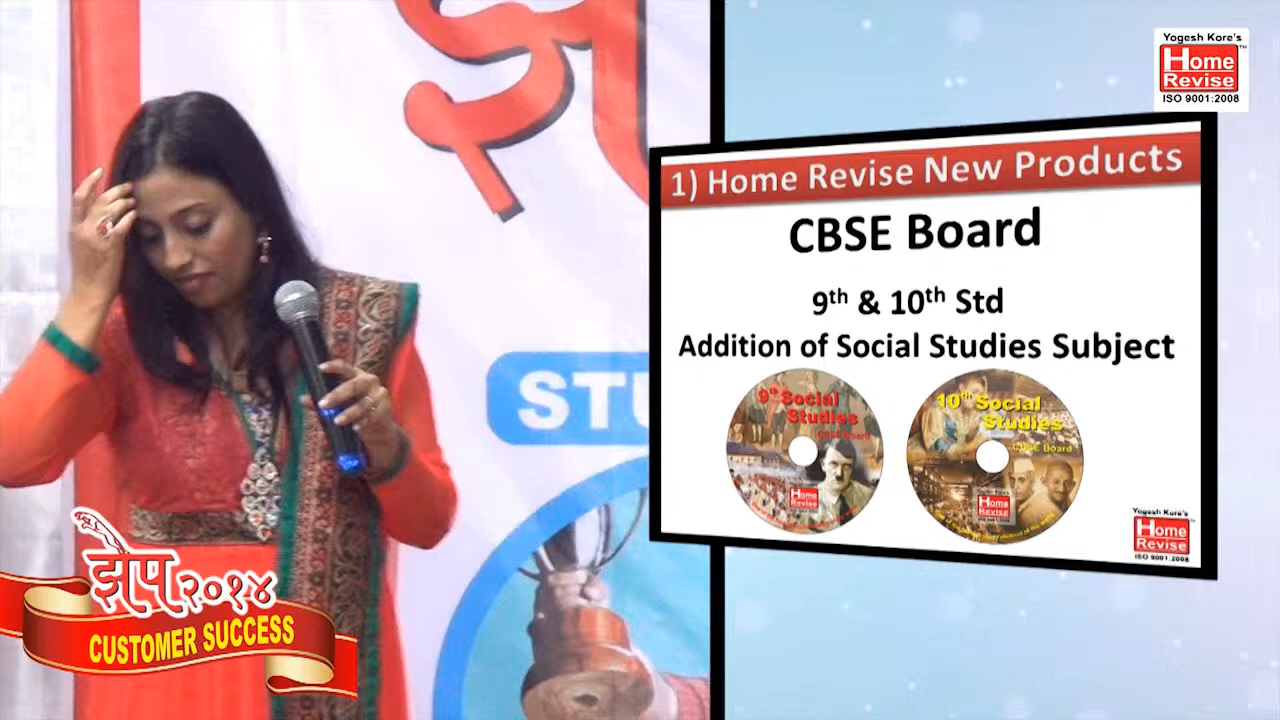 Yogesh Kore's
Home
Revise
ISO 9001:2008
1) Home Revise New Products
CBSE Board
9th & 10th Std
Addition of Social Studies Subject
9th Social
Studies
CBSE Board
Home
Revise
10th Social
Studies
CBSE Board
Home
Revise
Yogesh Kore's
Home
Revise
ISO 9001:2008
STU
झेप २०१४
CUSTOMER SUCCESS